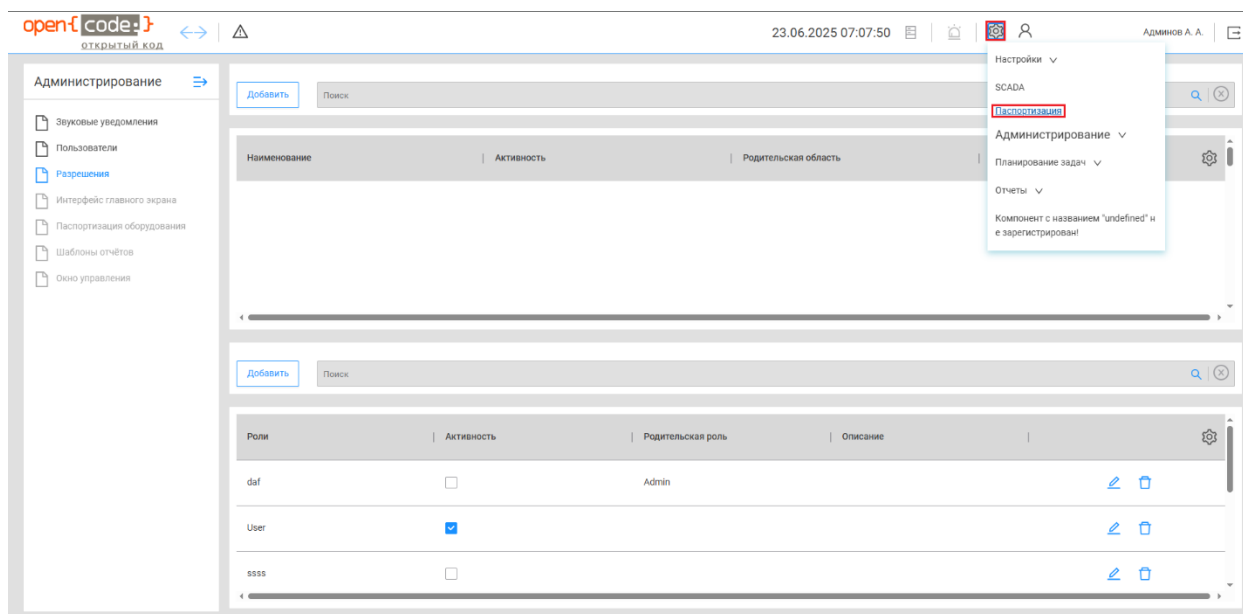 open{ code: }
открытый код
23.06.2025 07:07:50
Админов А. А.
Настройки
SCADA
Паспортизация
Администрирование
Планирование задач
Отчеты
Компонент с названием "undefined" н
е зарегистрирован!
Администрирование
Звуковые уведомления
Пользователи
Разрешения
Интерфейс главного экрана
Паспортизация оборудования
Шаблоны отчётов
Окно управления
Добавить Поиск
Наименование Активность Родительская область
Добавить Поиск
Роли Активность Родительская роль Описание
daf Admin
User
ssss